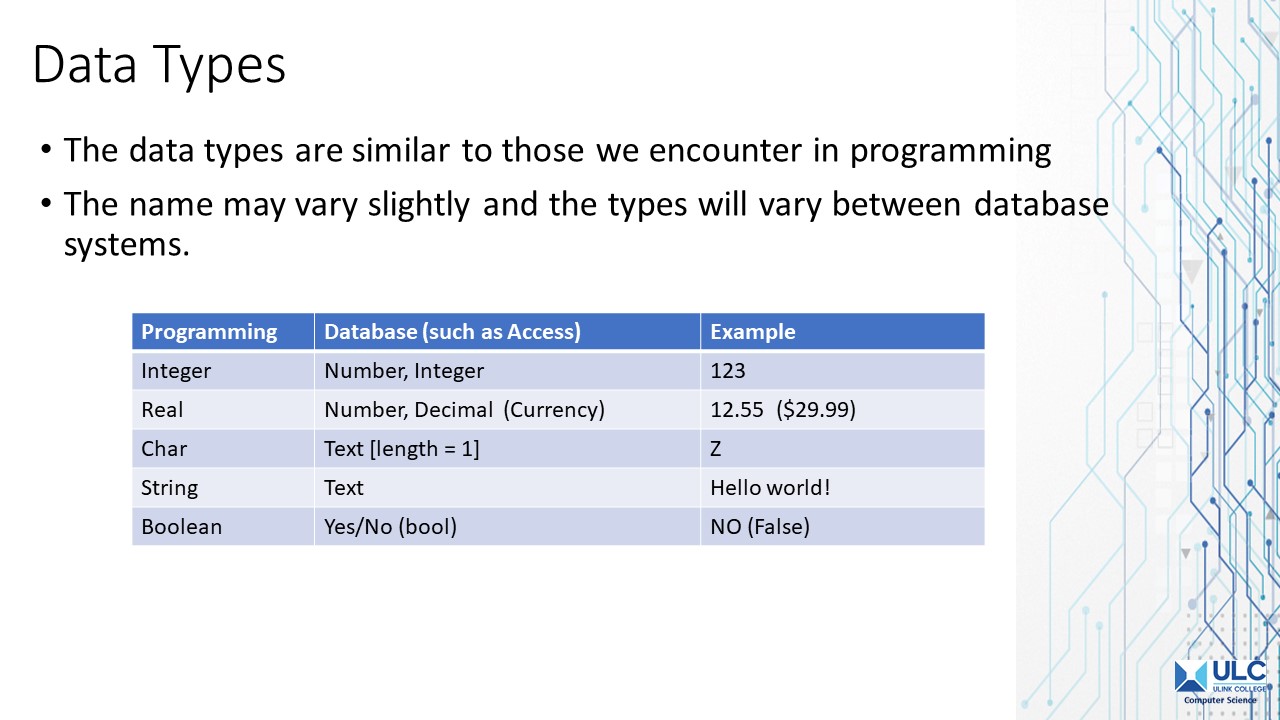 Data Types
• The data types are similar to those we encounter in programming
• The name may vary slightly and the types will vary between database
systems.
Programming Database (such as Access) Example
Integer Number, Integer 123
Real Number, Decimal (Currency) 12.55 ($29.99)
Char Text [length = 1] Z
String Text Hello world!
Boolean Yes/No (bool) NO (False)
ULC
ULINK COLLEGE
Computer Science